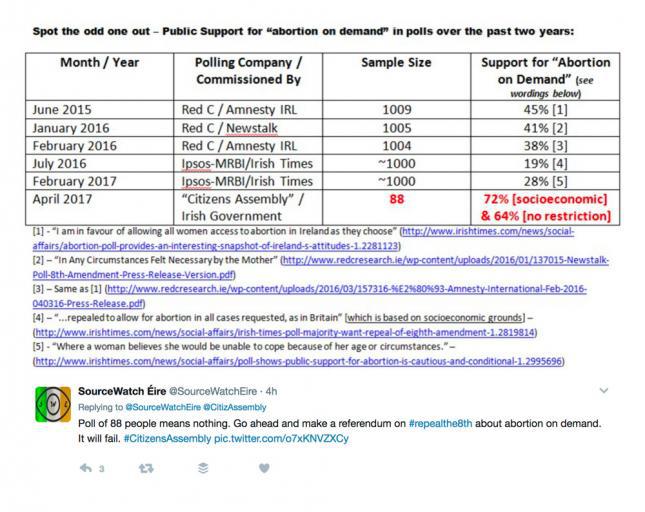 Spot the odd one out – Public Support for “abortion on demand” in polls over the past two years:
Month / Year Polling Company / Commissioned By Sample Size Support for “Abortion on Demand” (see wordings below)
June 2015 Red C / Amnesty IRL 1009 45% [1]
January 2016 Red C / Newstalk 1005 41% [2]
February 2016 Red C / Amnesty IRL 1004 38% [3]
July 2016 Ipsos-MRBI/Irish Times ~1000 19% [4]
February 2017 Ipsos-MRBI/Irish Times ~1000 28% [5]
April 2017 “Citizens Assembly” / Irish Government 88 72% [socioeconomic] & 64% [no restriction]
[1] - “I am in favour of allowing all women access to abortion in Ireland as they choose” (http://www.irishtimes.com/news/social-
affairs/abortion-poll-provides-an-interesting-snapshot-of-ireland-s-attitudes-1.2281123)
[2] – “In Any Circumstances Felt Necessary by the Mother” (http://www.redcresearch.ie/wp-content/uploads/2016/01/137015-Newstalk-
Poll-8th-Amendment-Press-Release-Version.pdf)
[3] – Same as [1] (http://www.redcresearch.ie/wp-content/uploads/2016/03/157316-%E2%80%93-Amnesty-International-Feb-2016-
040316-Press-Release.pdf)
[4] – “...repealed to allow for abortion in all cases requested, as in Britain” [which is based on socioeconomic grounds] –
(http://www.irishtimes.com/news/social-affairs/irish-times-poll-majority-want-repeal-of-eighth-amendment-1.2819814)
[5] - “Where a woman believes she would be unable to cope because of her age or circumstances.” –
(http://www.irishtimes.com/news/social-affairs/poll-shows-public-support-for-abortion-is-cautious-and-conditional-1.2995696)
SourceWatch Éire @SourceWatchEire · 4h
Replying to @SourceWatchEire @CitizAssembly
Poll of 88 people means nothing. Go ahead and make a referendum on #repealthe8th about abortion on demand.
It will fail. #CitizensAssembly pic.twitter.com/o7xKNVZXCy
3